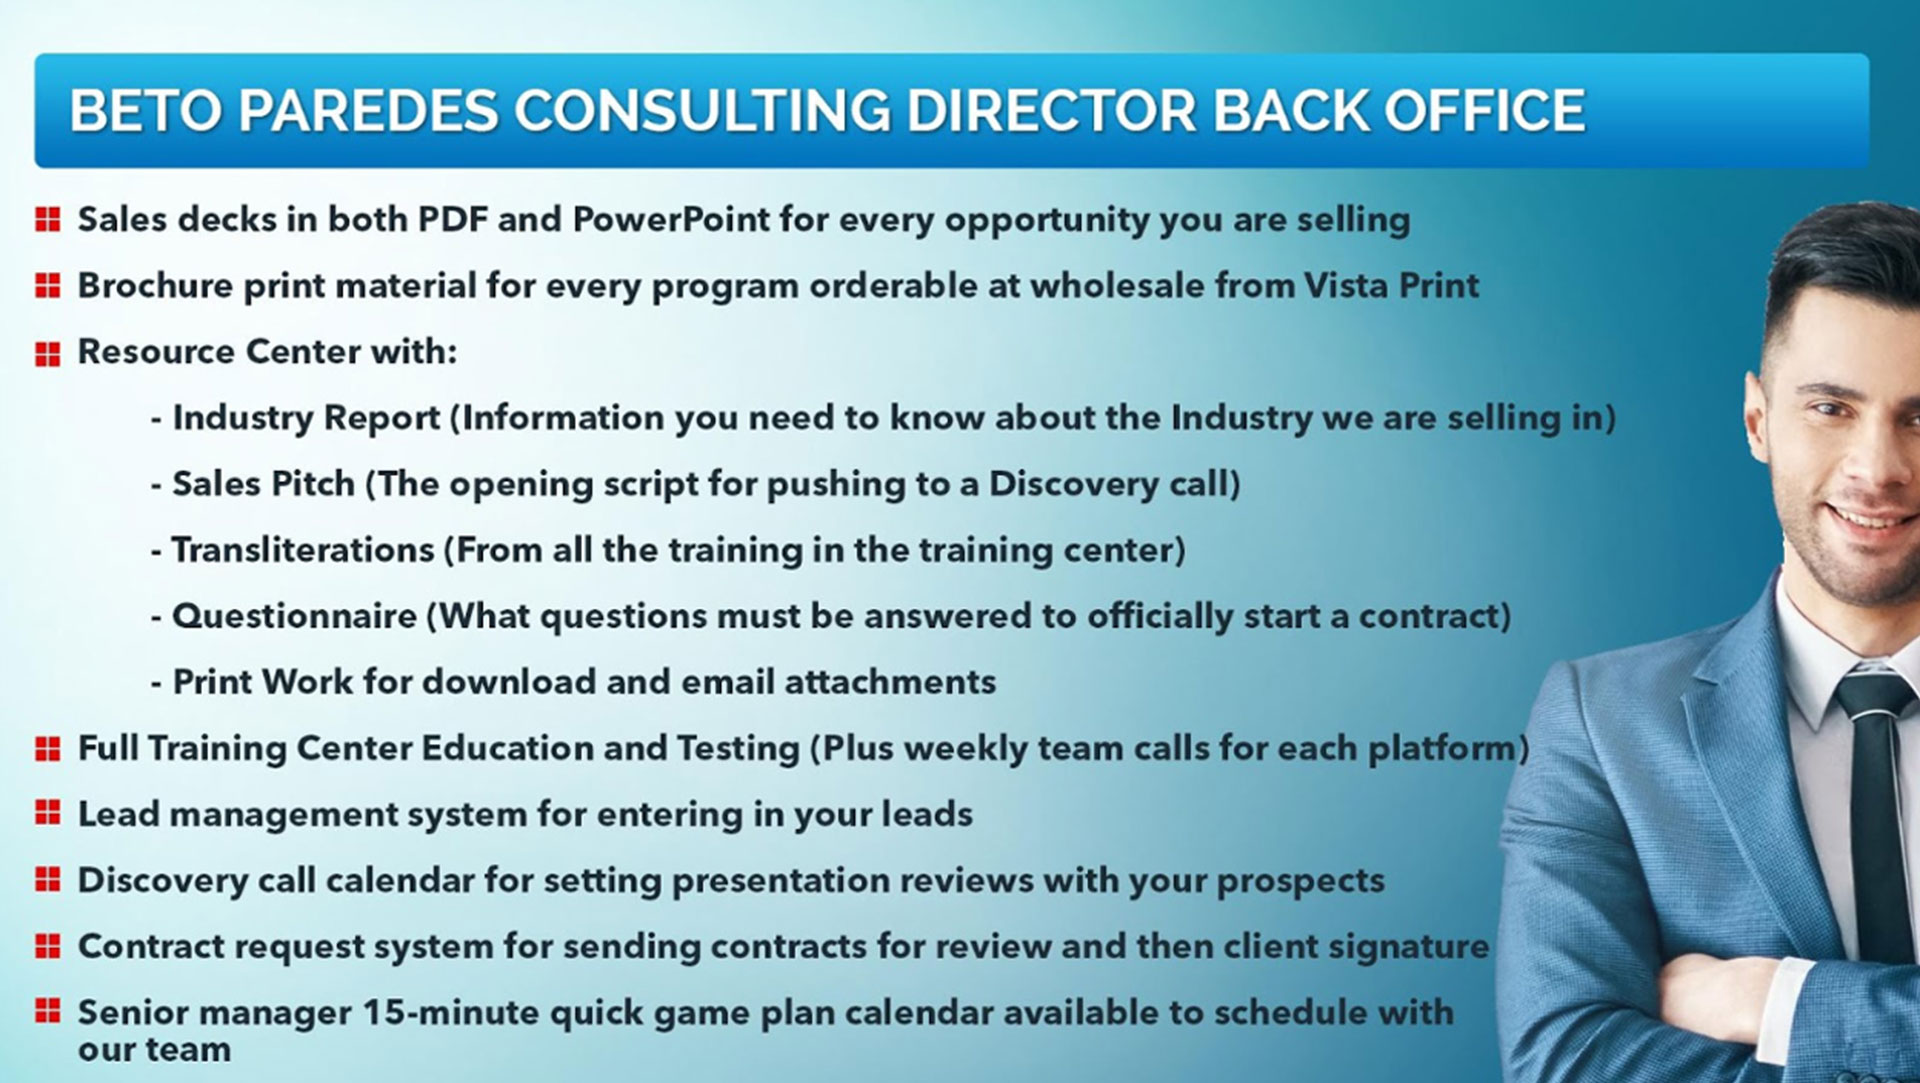 BETO PAREDES CONSULTING DIRECTOR BACK OFFICE
Sales decks in both PDF and PowerPoint for every opportunity you are selling
Brochure print material for every program orderable at wholesale from Vista Print
Resource Center with:
- Industry Report (Information you need to know about the Industry we are selling in)
- Sales Pitch (The opening script for pushing to a Discovery call)
- Transliterations (From all the training in the training center)
- Questionnaire (What questions must be answered to officially start a contract)
- Print Work for download and email attachments
Full Training Center Education and Testing (Plus weekly team calls for each platform)
Lead management system for entering in your leads
Discovery call calendar for setting presentation reviews with your prospects
Contract request system for sending contracts for review and then client signature
Senior manager 15-minute quick game plan calendar available to schedule with
our team